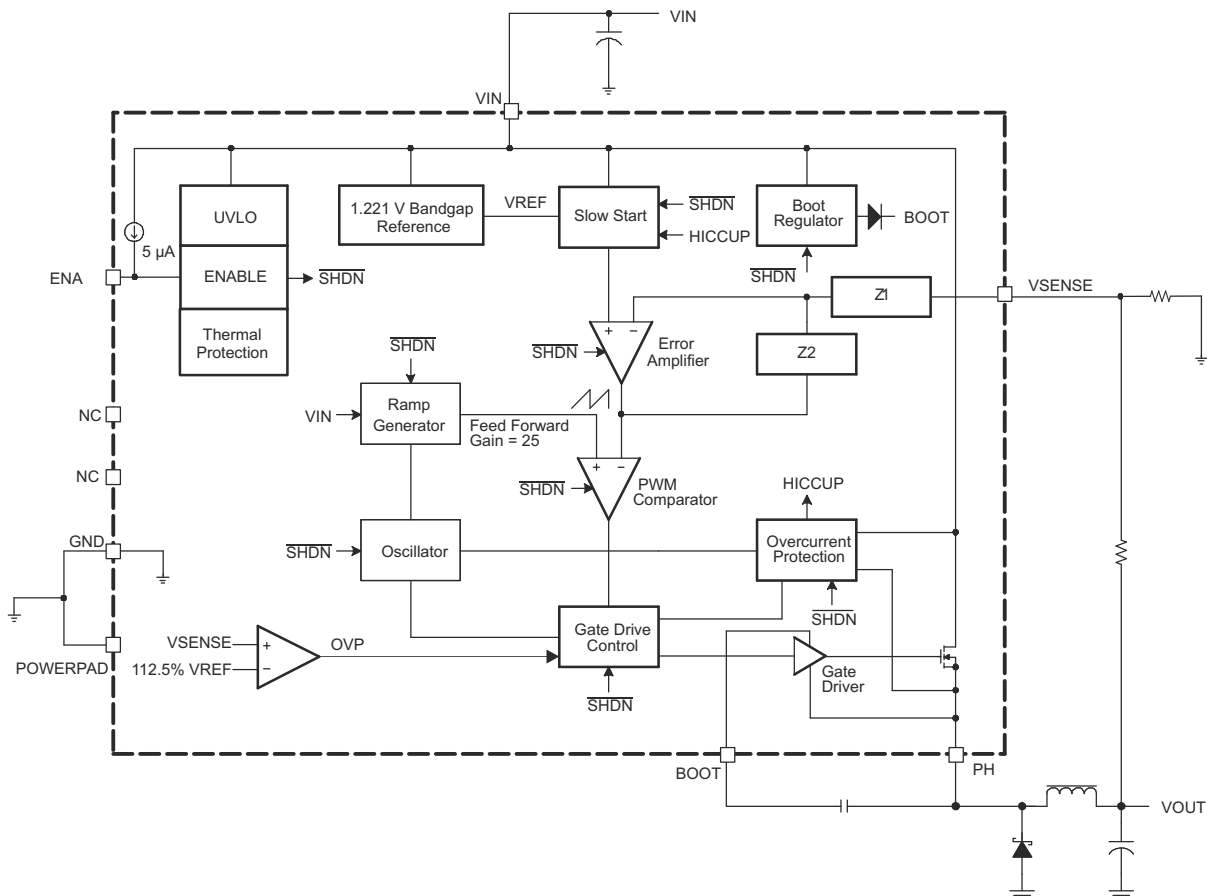 VIN
VIN
UVLO
1.221 V Bandgap
Reference
VREF
Slow Start
SHDN
HICCUP
Boot
Regulator
BOOT
5 µA
ENA
ENABLE
SHDN
SHDN
Z1
VSENSE
Thermal
Protection
SHDN
+
−
SHDN
Error
Amplifier
Z2
NC
VIN
Ramp
Generator
Feed Forward
Gain = 25
+
−
NC
SHDN
PWM
Comparator
HICCUP
GND
SHDN
Oscillator
Overcurrent
Protection
SHDN
VSENSE
+
OVP
Gate Drive
Control
POWERPAD
112.5% VREF
−
SHDN
Gate
Driver
BOOT
PH
VOUT